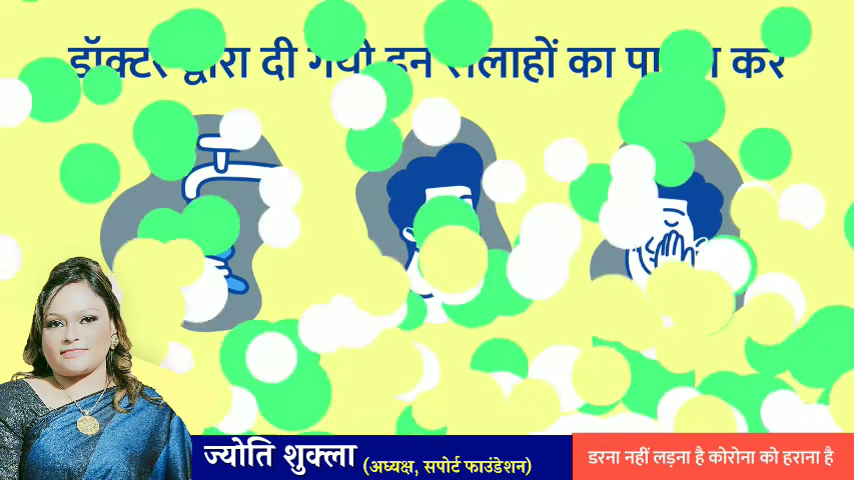 डॉक्टर द्वारा दी गयी इन सलाहों का पालन करें
ज्योति शुक्ला (अध्यक्ष, सपोर्ट फाउंडेशन)
डरना नहीं लड़ना है कोरोना को हराना है